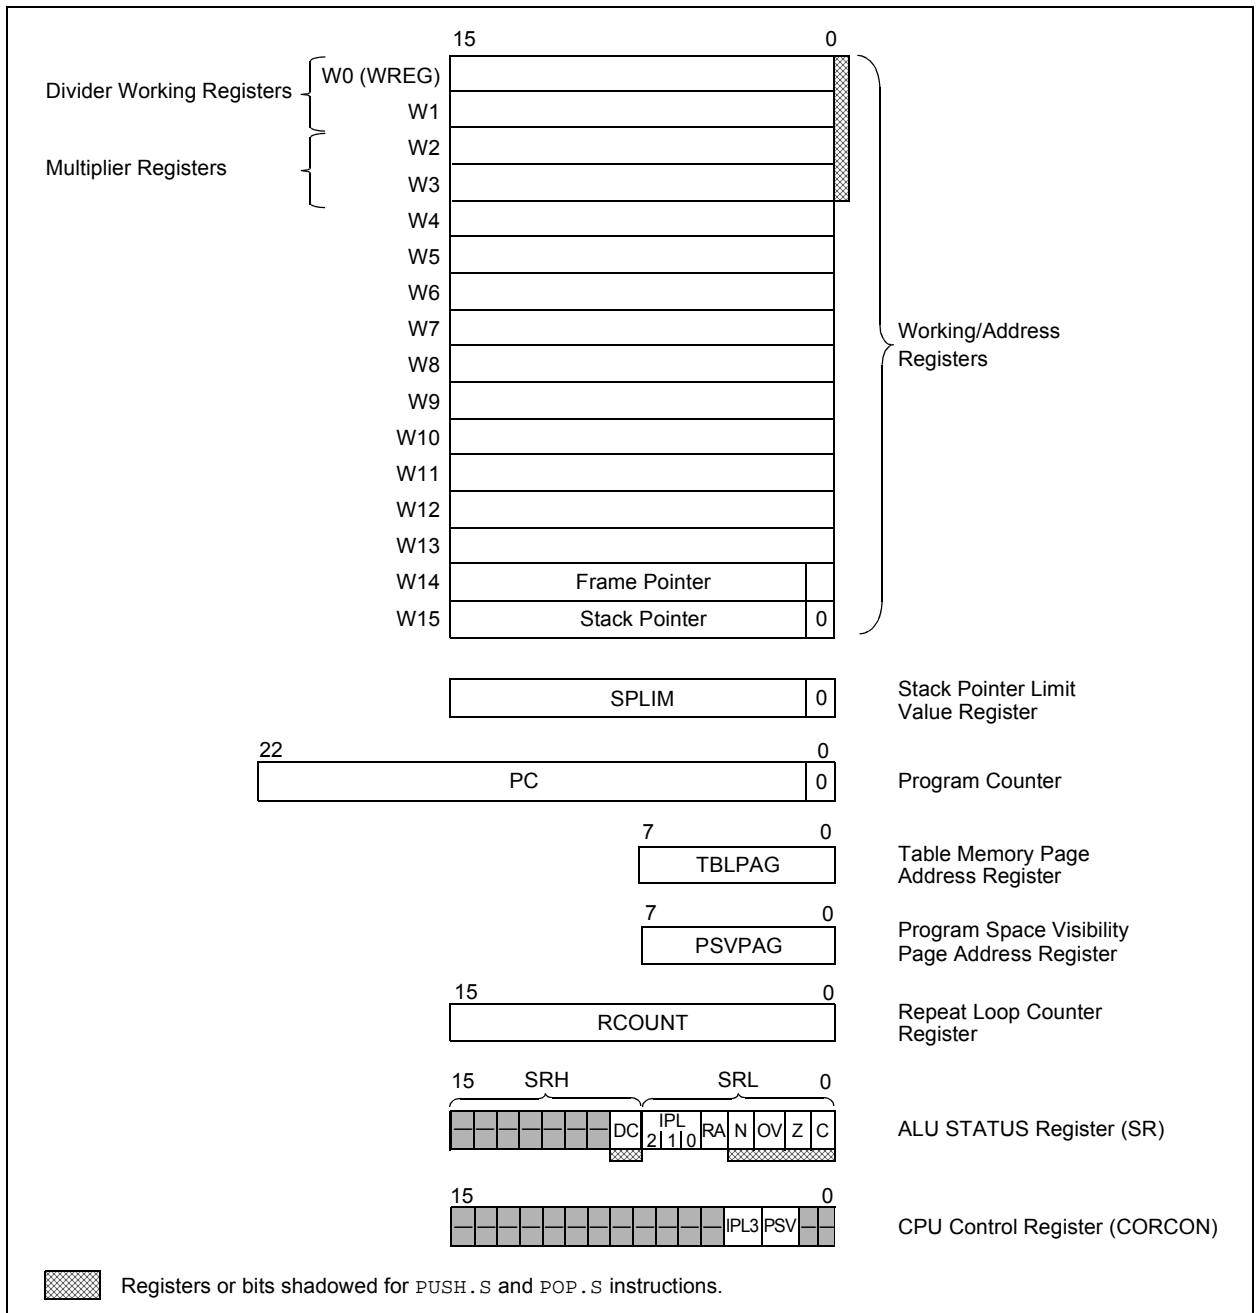 15 0
Divider Working Registers
W0 (WREG)
W1
Multiplier Registers
W2
W3
W4
W5
W6
W7
Working/Address
Registers
W8
W9
W10
W11
W12
W13
W14 Frame Pointer
W15 Stack Pointer 0
SPLIM 0
Stack Pointer Limit
Value Register
22 0
PC 0 Program Counter
7 0
TBLPAG
Table Memory Page
Address Register
7 0
PSVPAG
Program Space Visibility
Page Address Register
15 0
RCOUNT
Repeat Loop Counter
Register
15 SRH SRL 0
— — — — — — — DC IPL 2 1 0 RA N OV Z C ALU STATUS Register (SR)
15 0
— — — — — — — — — — — — IPL3 PSV — — CPU Control Register (CORCON)
Registers or bits shadowed for PUSH.S and POP.S instructions.